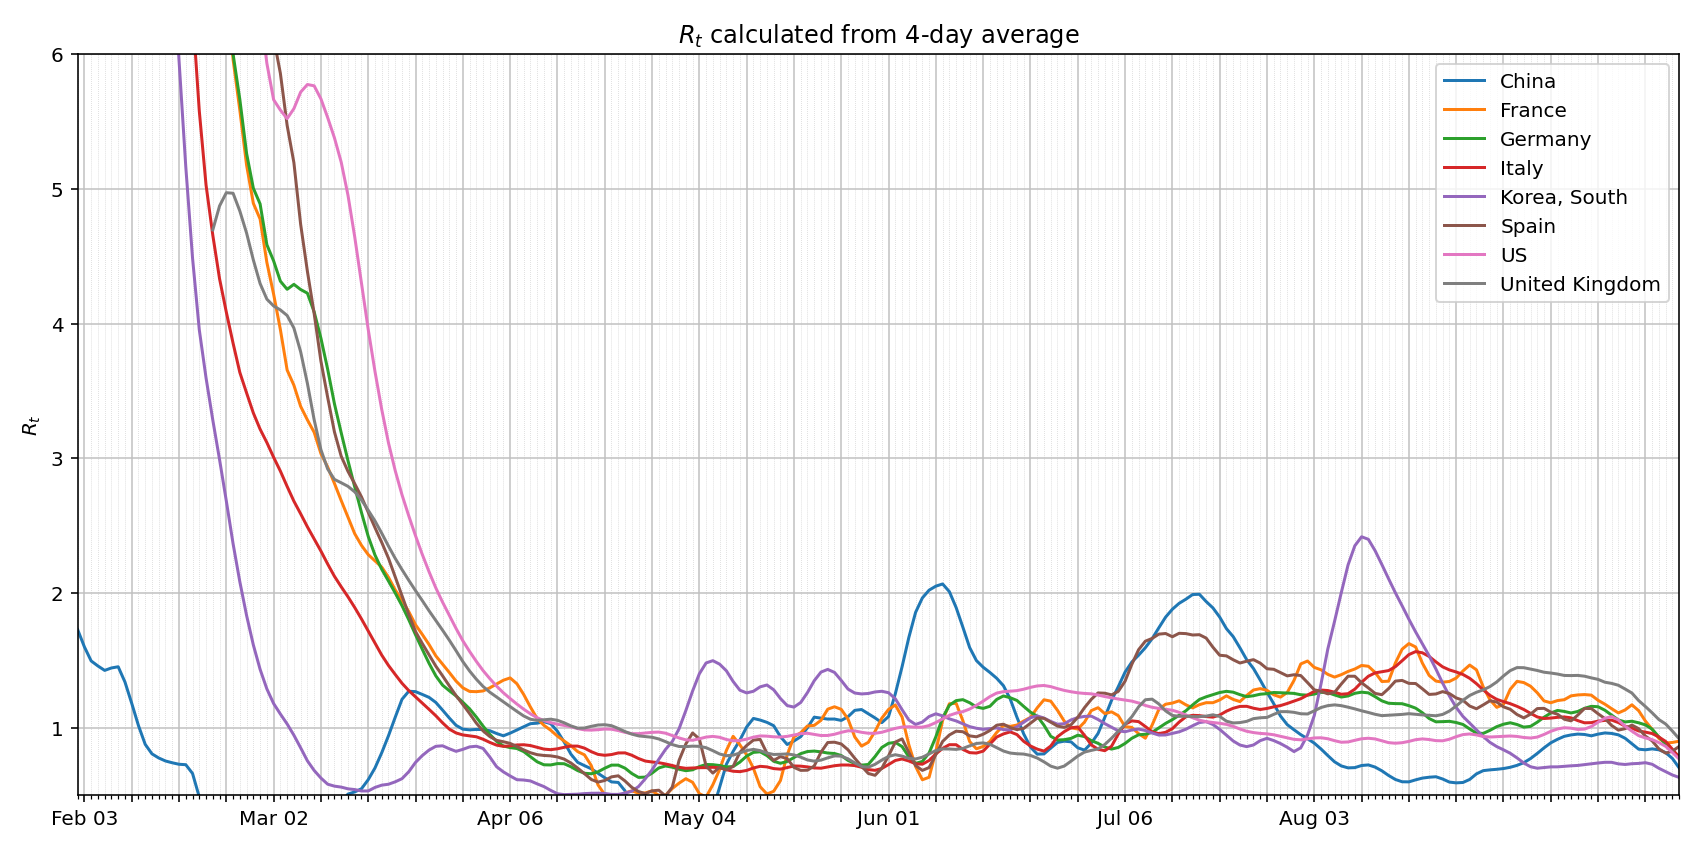 R_t calculated from 4-day average
6
5
4
3
2
1
R_t
China
France
Germany
Italy
Korea, South
Spain
US
United Kingdom
Feb 03 Mar 02 Apr 06 May 04 Jun 01 Jul 06 Aug 03